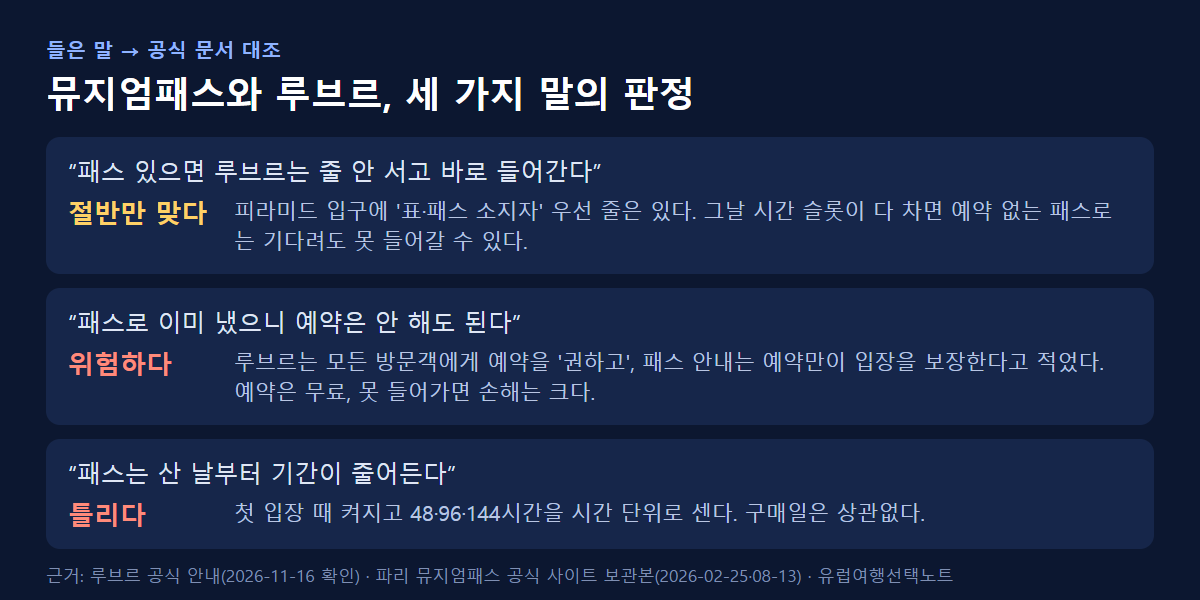 들은 말 → 공식 문서 대조
뮤지엄패스와 루브르, 세 가지 말의 판정
“패스 있으면 루브르는 줄 안 서고 바로 들어간다”
절반만 맞다
피라미드 입구에 '표·패스 소지자' 우선 줄은 있다. 그날 시간 슬롯이 다 차면 예약 없는 패스로
는 기다려도 못 들어갈 수 있다.
“패스로 이미 냈으니 예약은 안 해도 된다”
위험하다
루브르는 모든 방문객에게 예약을 '권하고', 패스 안내는 예약만이 입장을 보장한다고 적었다.
예약은 무료, 못 들어가면 손해는 크다.
“패스는 산 날부터 기간이 줄어든다”
틀리다
첫 입장 때 켜지고 48·96·144시간을 시간 단위로 센다. 구매일은 상관없다.
근거: 루브르 공식 안내(2026-11-16 확인) · 파리 뮤지엄패스 공식 사이트 보관본(2026-02-25·08-13) · 유럽여행선택노트